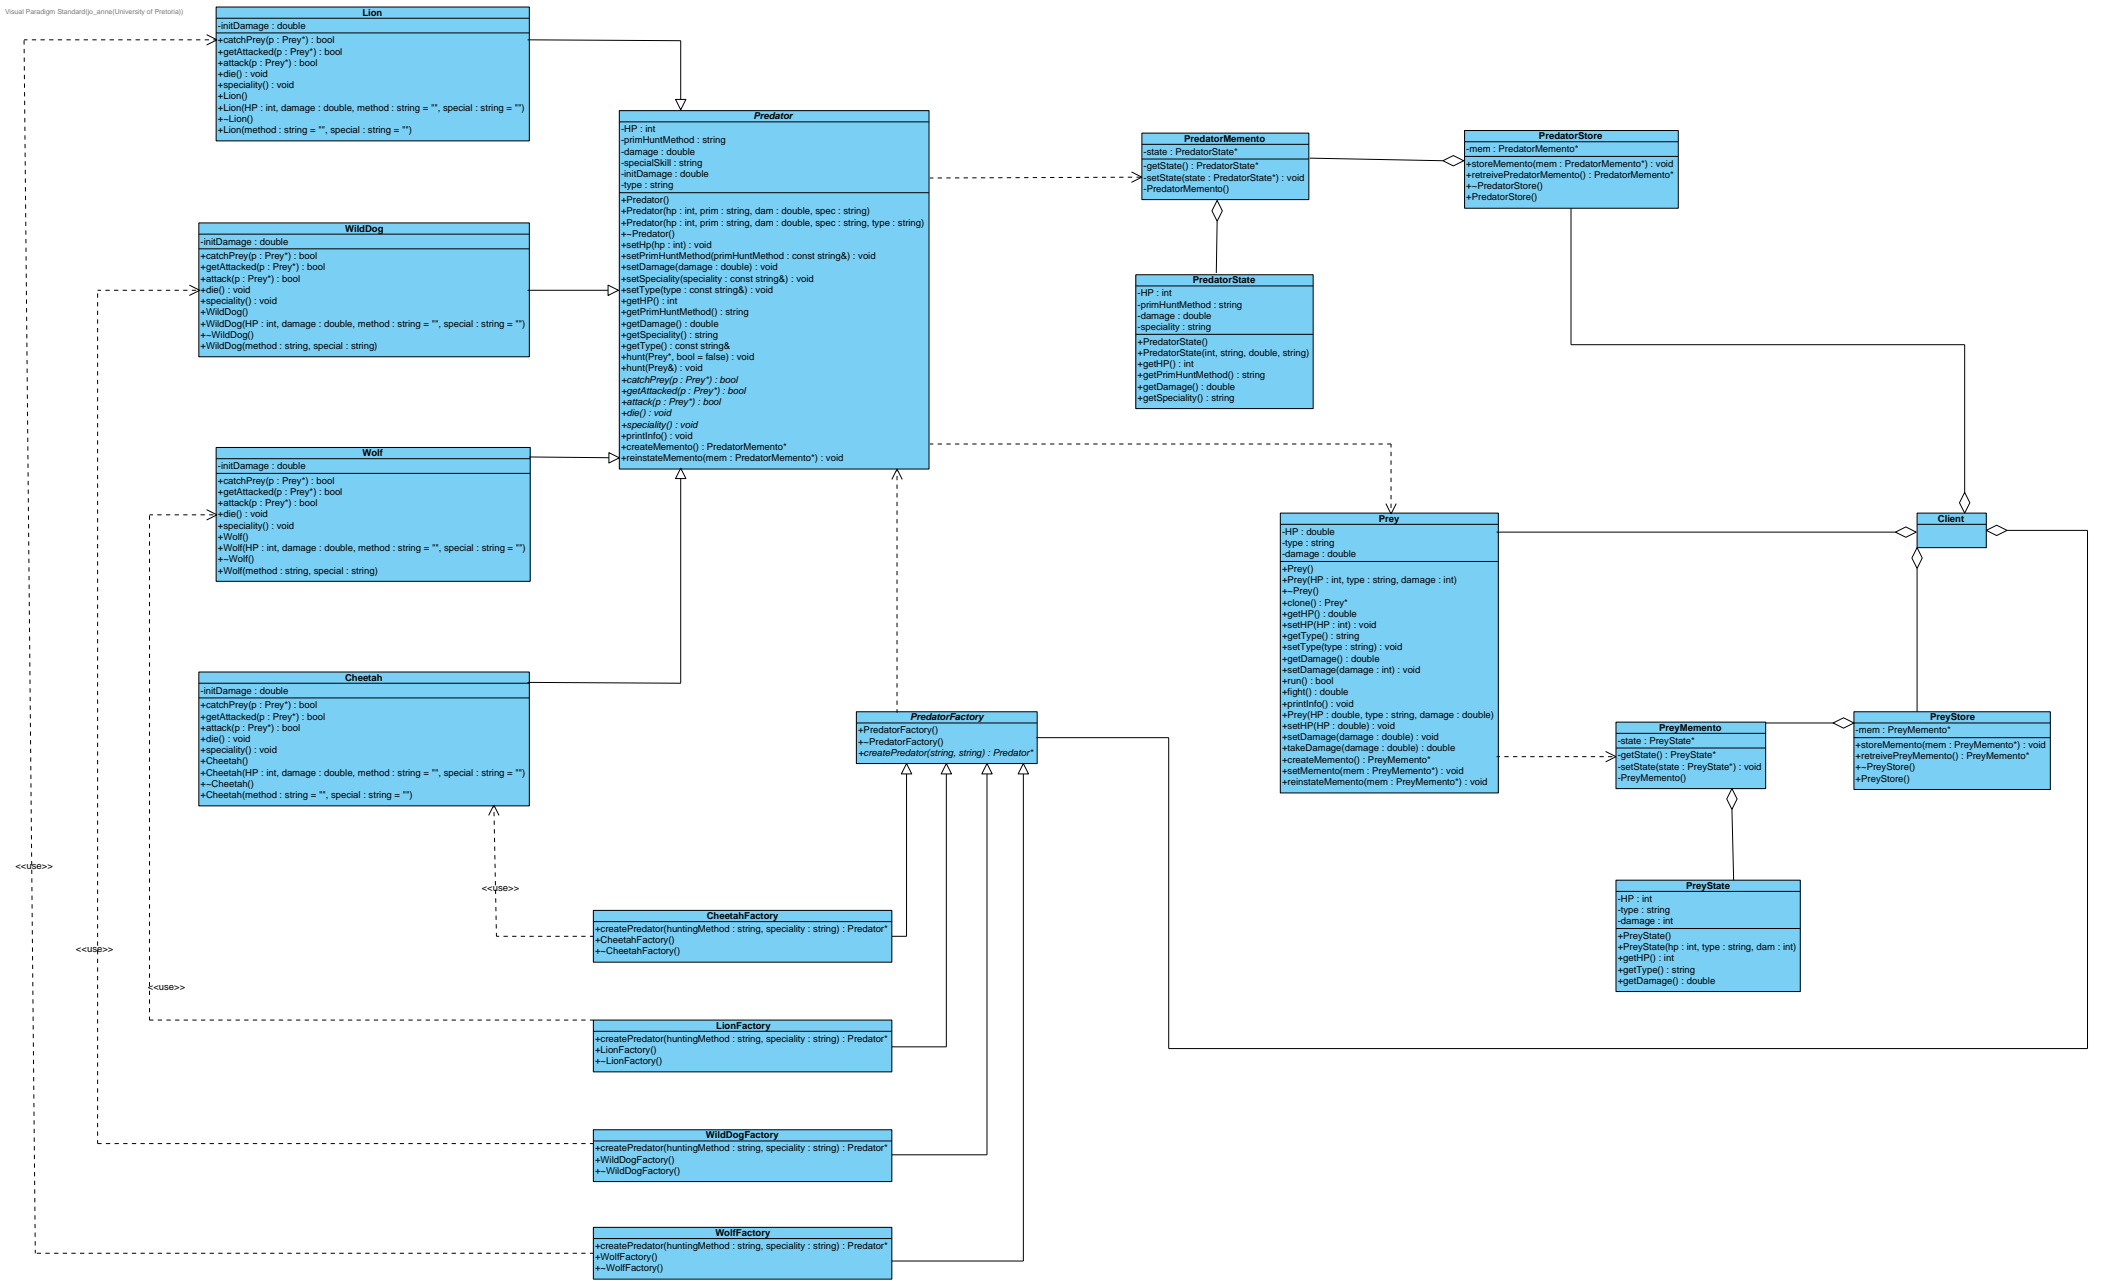 Visual Paradigm Standard(jo_anne(University of Pretoria))
Lion
-initDamage : double
+catchPrey(p : Prey*) : bool
+getAttacked(p : Prey*) : bool
+attack(p : Prey*) : bool
+die() : void
+speciality() : void
+Lion()
+Lion(HP : int, damage : double, method : string = "", special : string = "")
+~Lion()
+Lion(method : string = "", special : string = "")
WildDog
-initDamage : double
+catchPrey(p : Prey*) : bool
+getAttacked(p : Prey*) : bool
+attack(p : Prey*) : bool
+die() : void
+speciality() : void
+WildDog()
+WildDog(HP : int, damage : double, method : string = "", special : string = "")
+~WildDog()
+WildDog(method : string, special : string)
Wolf
-initDamage : double
+catchPrey(p : Prey*) : bool
+getAttacked(p : Prey*) : bool
+attack(p : Prey*) : bool
+die() : void
+speciality() : void
+Wolf()
+Wolf(HP : int, damage : double, method : string = "", special : string = "")
+~Wolf()
+Wolf(method : string, special : string)
Cheetah
-initDamage : double
+catchPrey(p : Prey*) : bool
+getAttacked(p : Prey*) : bool
+attack(p : Prey*) : bool
+die() : void
+speciality() : void
+Cheetah()
+Cheetah(HP : int, damage : double, method : string = "", special : string = "")
+~Cheetah()
+Cheetah(method : string = "", special : string = "")
Predator
-HP : int
-primHuntMethod : string
-damage : double
-specialSkill : string
-initDamage : double
-type : string
+Predator()
+Predator(hp : int, prim : string, dam : double, spec : string)
+Predator(hp : int, prim : string, dam : double, spec : string, type : string)
+~Predator()
+setHp(hp : int) : void
+setPrimHuntMethod(primHuntMethod : const string&) : void
+setDamage(damage : double) : void
+setSpeciality(speciality : const string&) : void
+setType(type : const string&) : void
+getHP() : int
+getPrimHuntMethod() : string
+getDamage() : double
+getSpeciality() : string
+getType() : const string&
+hunt(Prey*, bool = false) : void
+hunt(Prey&) : void
+catchPrey(p : Prey*) : bool
+getAttacked(p : Prey*) : bool
+attack(p : Prey*) : bool
+die() : void
+speciality() : void
+printInfo() : void
+createMemento() : PredatorMemento*
+reinstateMemento(mem : PredatorMemento*) : void
PredatorMemento
-state : PredatorState*
-getState() : PredatorState*
-setState(state : PredatorState*) : void
-PredatorMemento()
PredatorStore
-mem : PredatorMemento*
+storeMemento(mem : PredatorMemento*) : void
+retreivePredatorMemento() : PredatorMemento*
+~PredatorStore()
+PredatorStore()
PredatorState
-HP : int
-primHuntMethod : string
-damage : double
-speciality : string
+PredatorState()
+PredatorState(int, string, double, string)
+getHP() : int
+getPrimHuntMethod() : string
+getDamage() : double
+getSpeciality() : string
Prey
-HP : double
-type : string
-damage : double
+Prey()
+Prey(HP : int, type : string, damage : int)
+~Prey()
+clone() : Prey*
+getHP() : double
+setHP(HP : int) : void
+getType() : string
+setType(type : string) : void
+getDamage() : double
+setDamage(damage : int) : void
+run() : bool
+fight() : double
+printInfo() : void
+Prey(HP : double, type : string, damage : double)
+setHP(HP : double) : void
+setDamage(damage : double) : void
+takeDamage(damage : double) : double
+createMemento() : PreyMemento*
+setMemento(mem : PreyMemento*) : void
+reinstateMemento(mem : PreyMemento*) : void
Client
PredatorFactory
+PredatorFactory()
+~PredatorFactory()
+createPredator(string, string) : Predator*
PreyMemento
-state : PreyState*
-getState() : PreyState*
-setState(state : PreyState*) : void
-PreyMemento()
PreyStore
-mem : PreyMemento*
+storeMemento(mem : PreyMemento*) : void
+retreivePreyMemento() : PreyMemento*
+~PreyStore()
+PreyStore()
PreyState
-HP : int
-type : string
-damage : int
+PreyState()
+PreyState(hp : int, type : string, dam : int)
+getHP() : int
+getType() : string
+getDamage() : double
<<use>>
<<use>>
<<use>>
<<use>>
CheetahFactory
+createPredator(huntingMethod : string, speciality : string) : Predator*
+CheetahFactory()
+~CheetahFactory()
LionFactory
+createPredator(huntingMethod : string, speciality : string) : Predator*
+LionFactory()
+~LionFactory()
WildDogFactory
+createPredator(huntingMethod : string, speciality : string) : Predator*
+WildDogFactory()
+~WildDogFactory()
WolfFactory
+createPredator(huntingMethod : string, speciality : string) : Predator*
+WolfFactory()
+~WolfFactory()